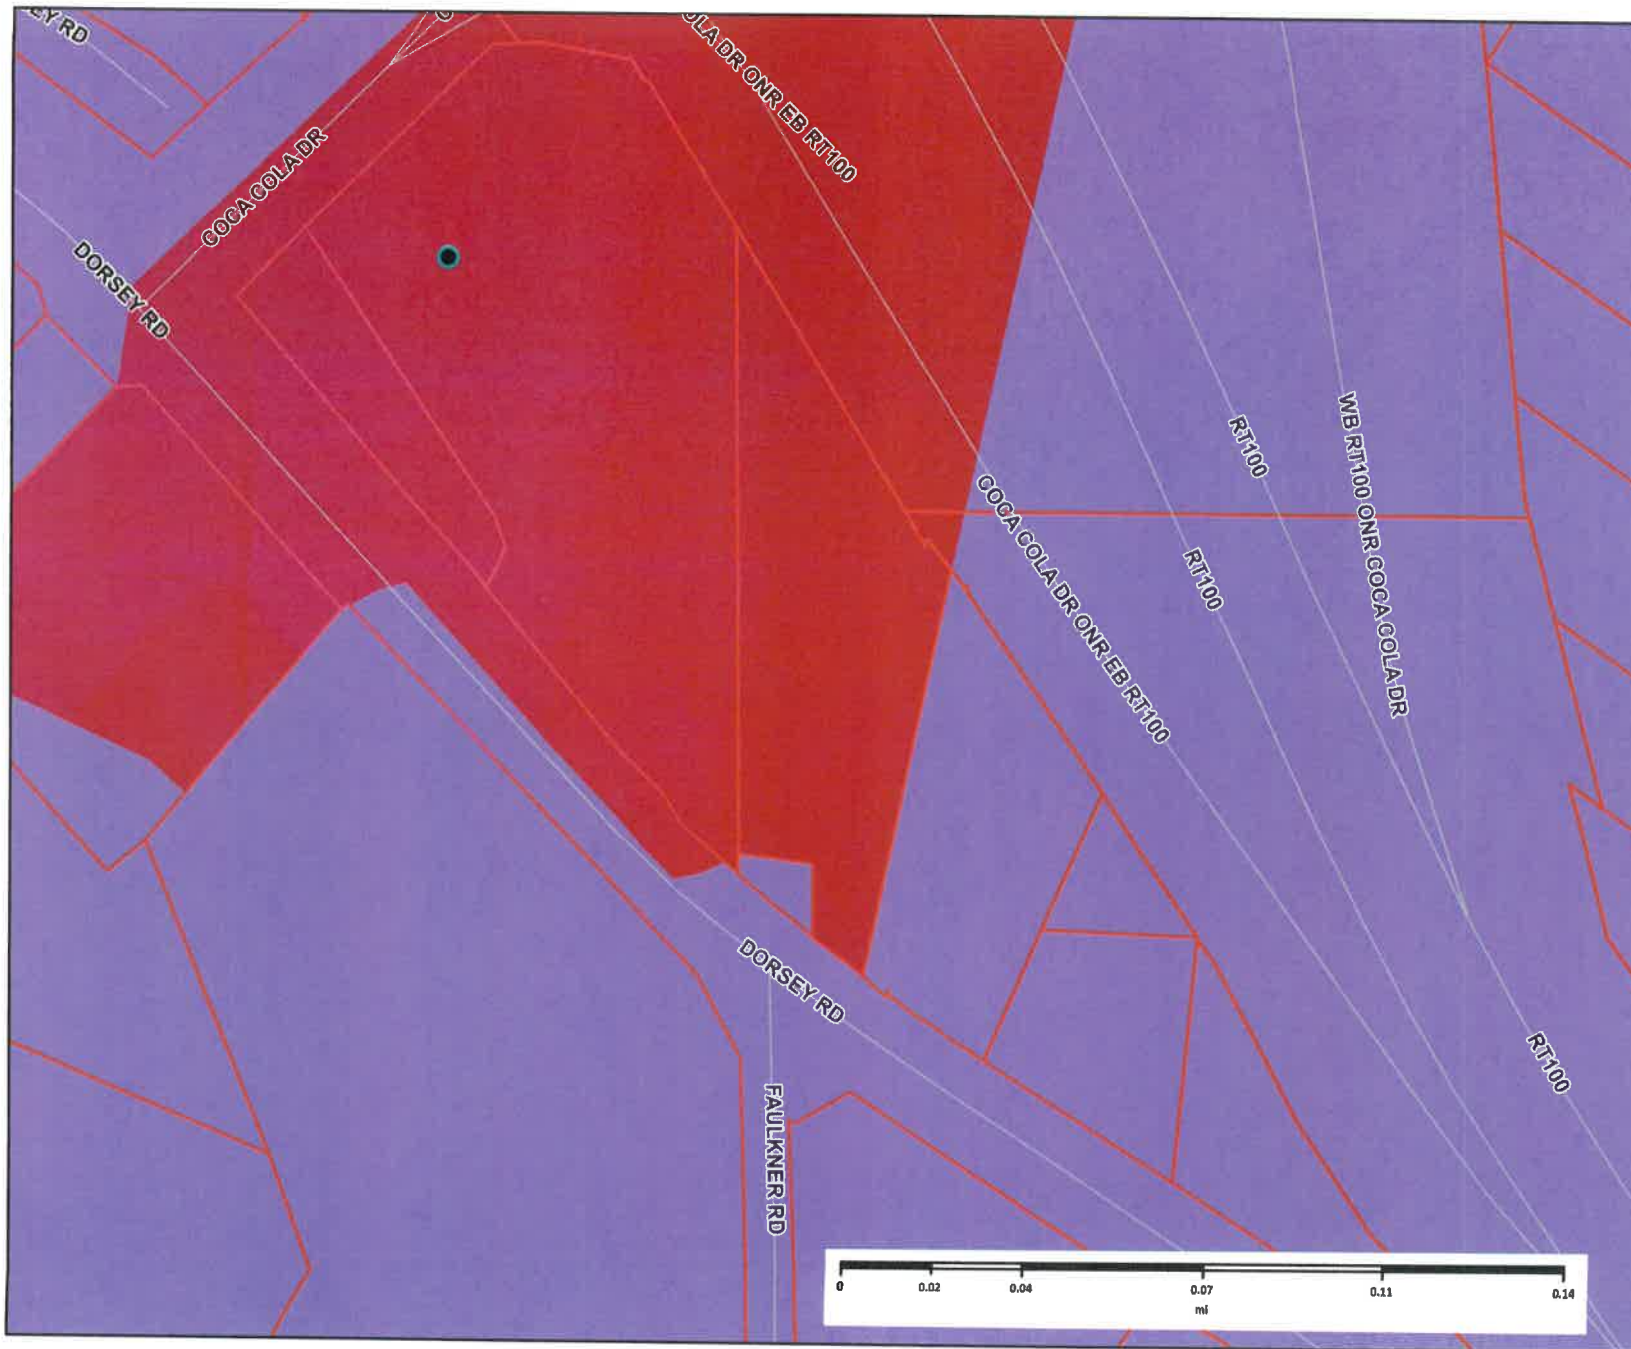 EY RD
COCA COLA DR
OLA DR ONR EB RT100
DORSEY RD
WB RT100 ONR COCA COLA DR
RT100
COCA COLA DR ONR EB RT100
RT100
DORSEY RD
RT100
FAULKNER RD
0 0.02 0.04 0.07 0.11 0.14
mi